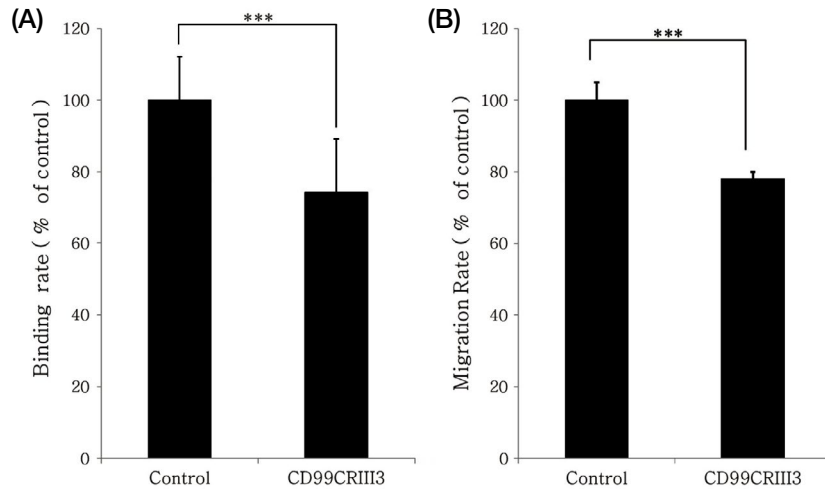 (A)
120
100
80
60
40
20
0
Binding rate ( % of control)
***
Control
CD99CRIII3
(B)
120
100
80
60
40
20
0
Migration Rate ( % of control)
***
Control
CD99CRIII3